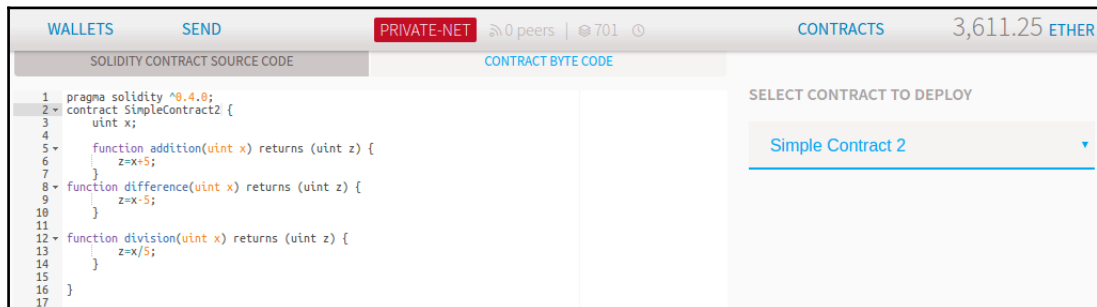 WALLETS SEND PRIVATE-NET 0 peers | 701 CONTRACTS 3,611.25 ETHER
SOLIDITY CONTRACT SOURCE CODE CONTRACT BYTE CODE
SELECT CONTRACT TO DEPLOY
Simple Contract 2
1 pragma solidity ^0.4.0;
2 contract SimpleContract2 {
3 uint x;
4
5 function addition(uint x) returns (uint z) {
6 z=x+5;
7 }
8 function difference(uint x) returns (uint z) {
9 z=x-5;
10 }
11
12 function division(uint x) returns (uint z) {
13 z=x/5;
14 }
15
16 }
17